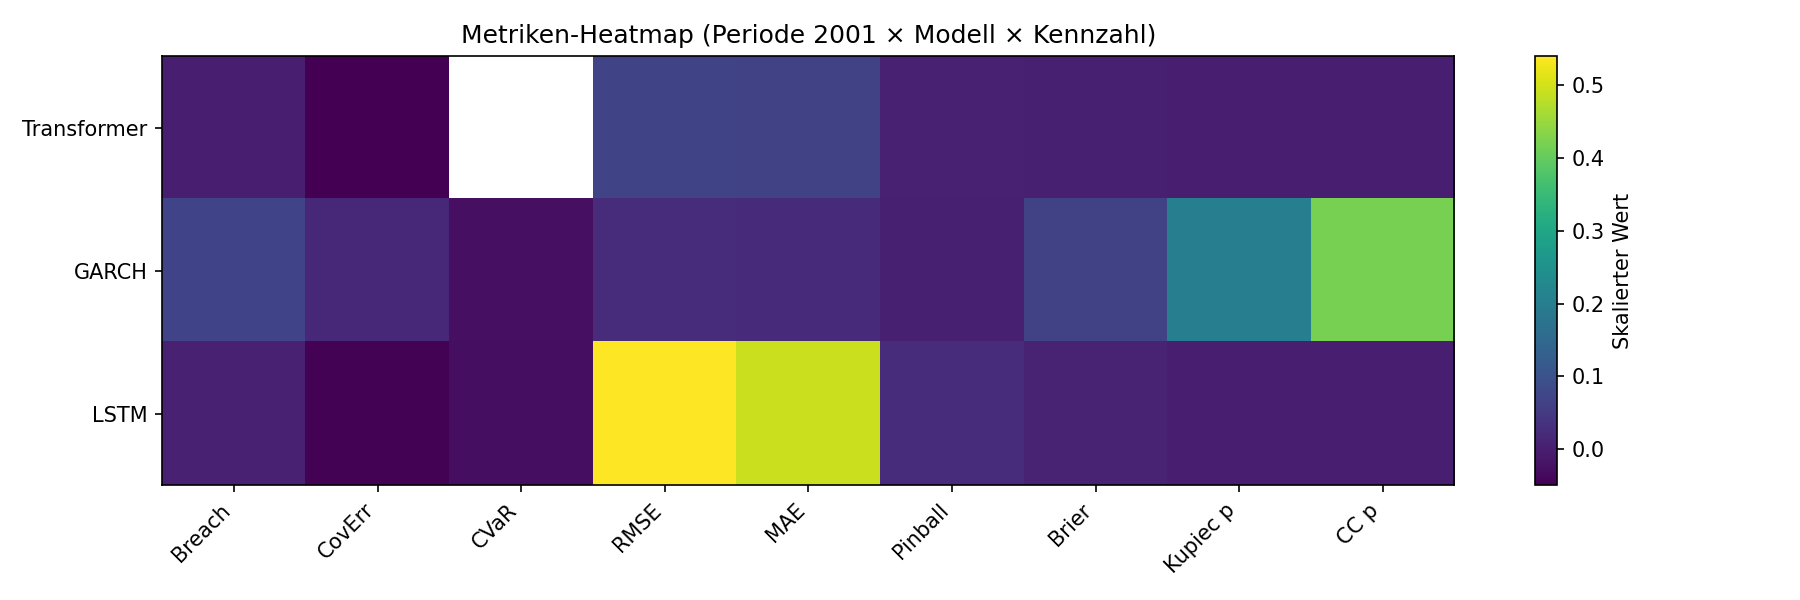 Metriken-Heatmap (Periode 2001 × Modell × Kennzahl)
Transformer
GARCH
LSTM
Breach
CovErr
CVaR
RMSE
MAE
Pinball
Brier
Kupiec p
CC p
0.5
0.4
0.3
0.2
0.1
0.0
Skalierter Wert